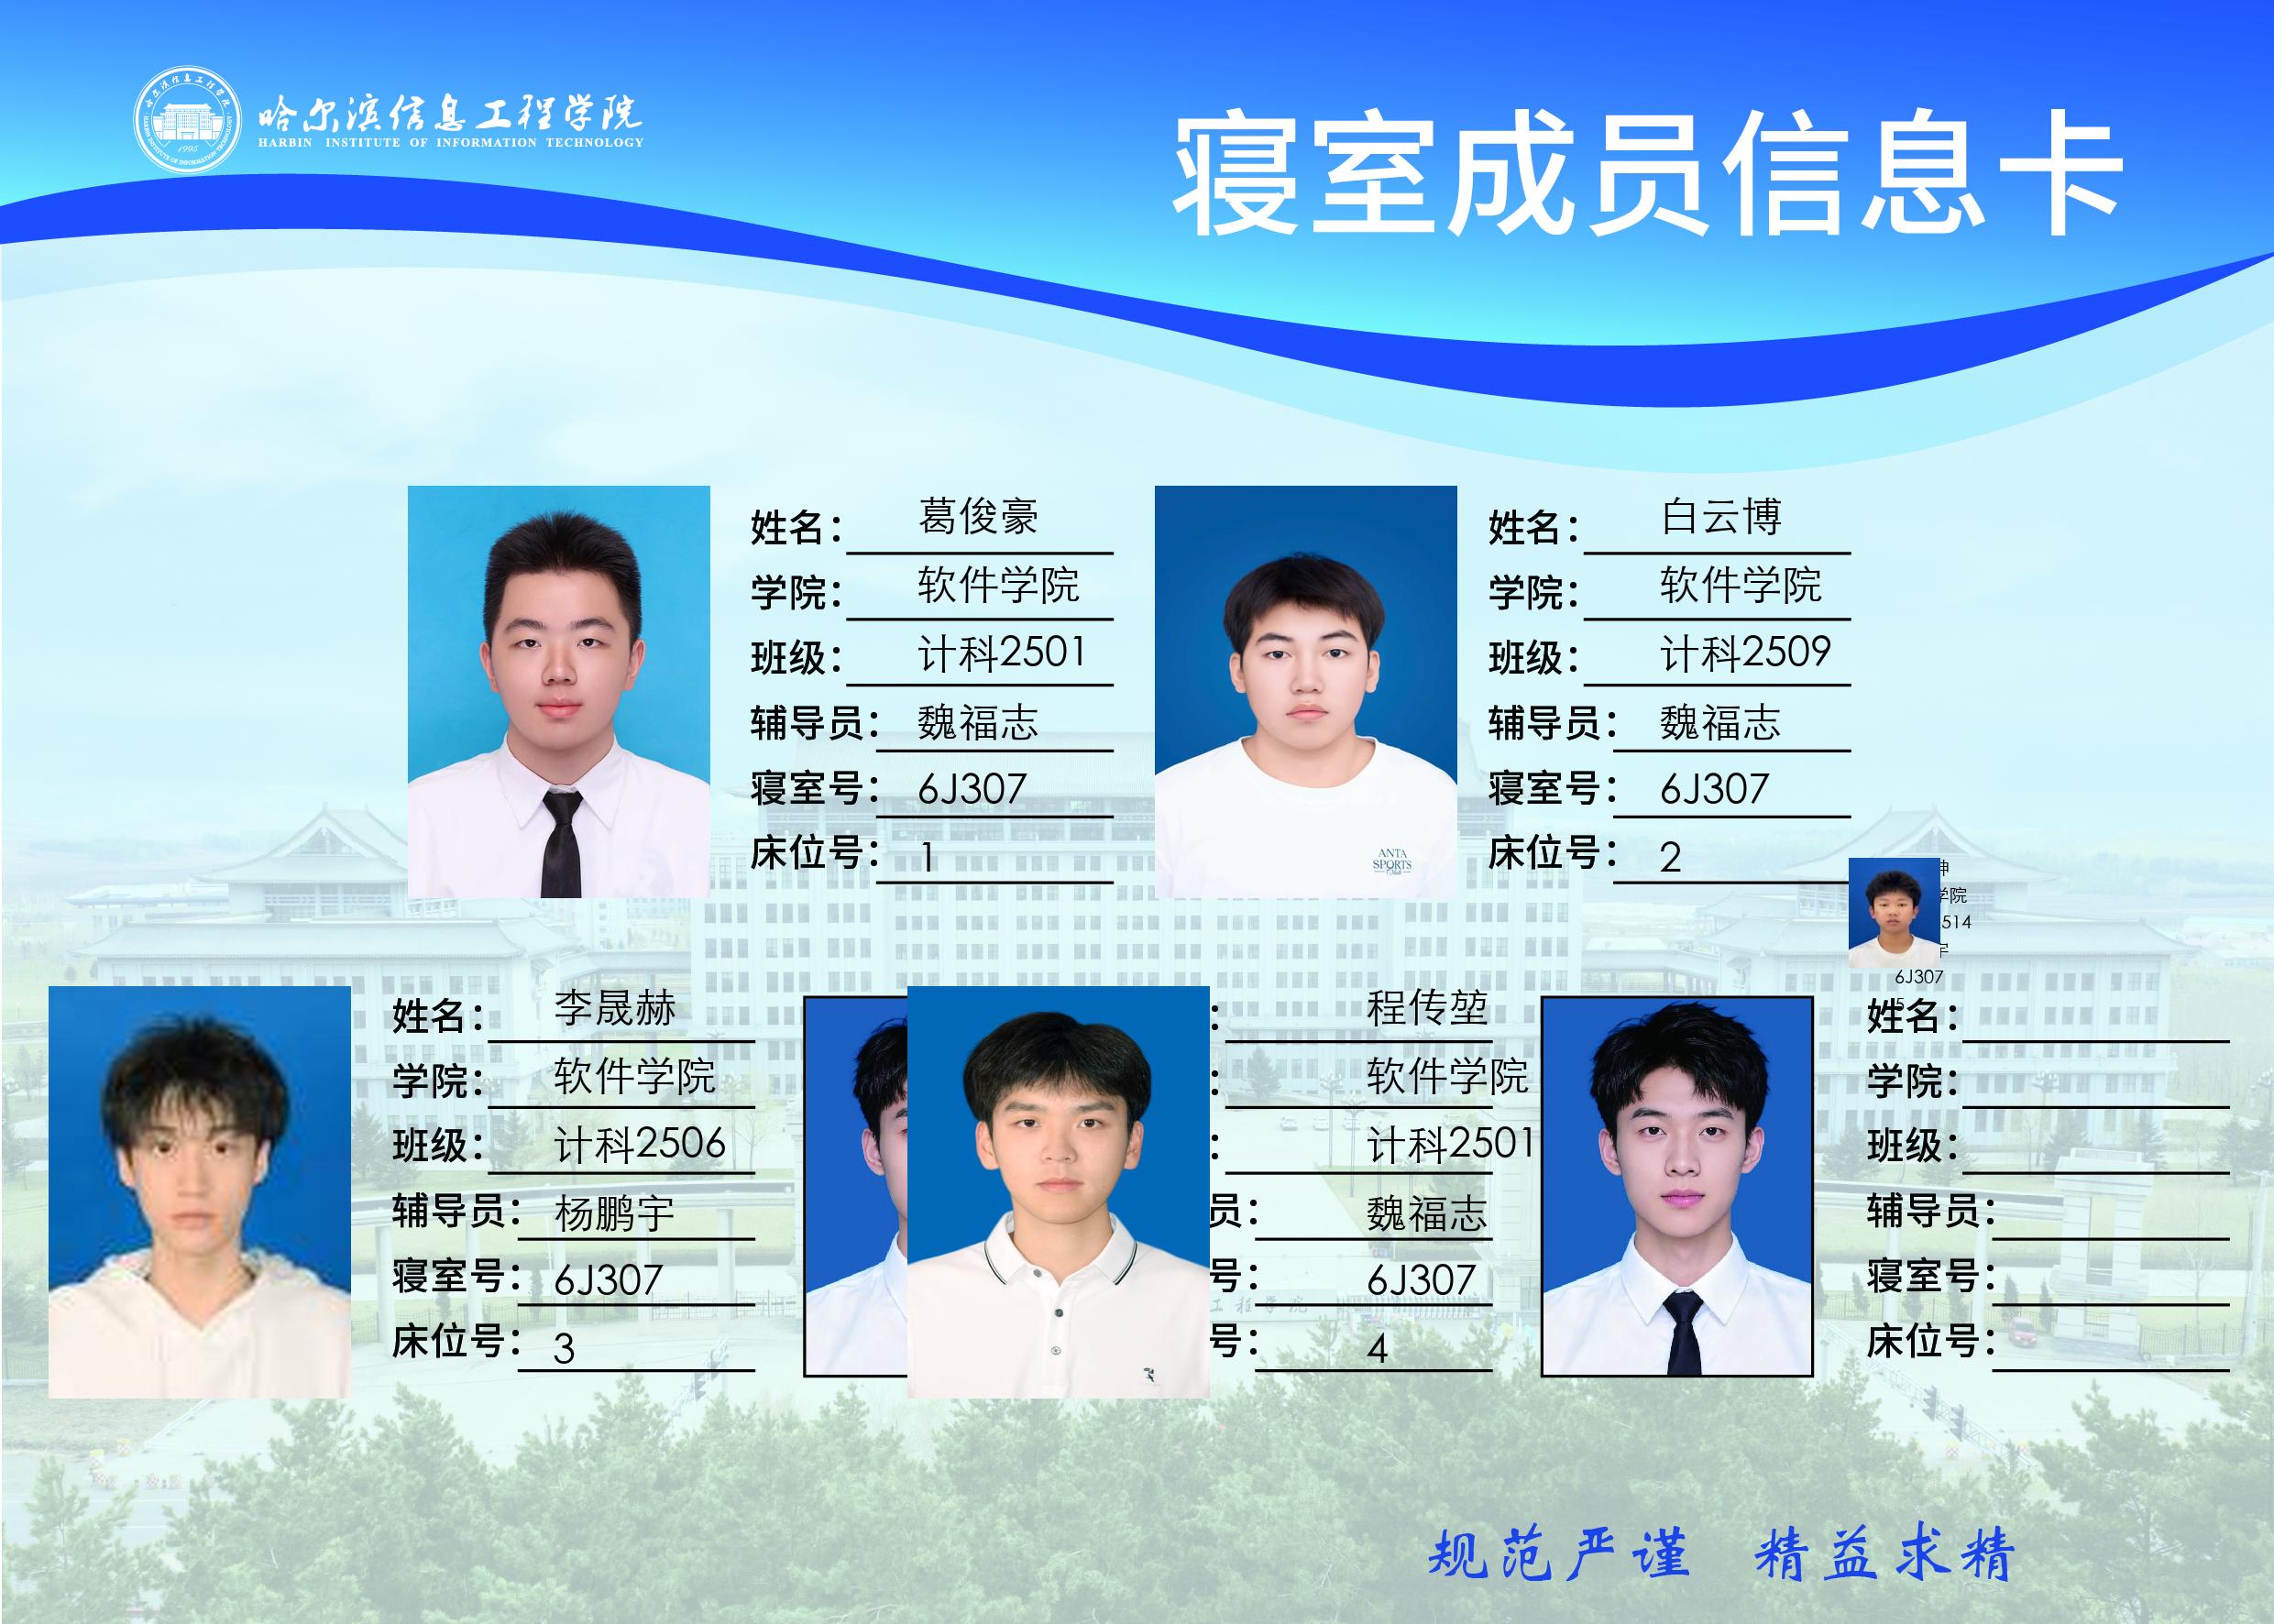 哈尔滨信息工程学院
HARBIN INSTITUTE OF INFORMATION TECHNOLOGY
1995
寝室成员信息卡
姓名： 葛俊豪
学院： 软件学院
班级： 计科2501
辅导员： 魏福志
寝室号： 6J307
床位号： 1
姓名： 白云博
学院： 软件学院
班级： 计科2509
辅导员： 魏福志
寝室号： 6J307
床位号： 2
ANTA
SPORTS
学院
514
6J307
5
姓名： 李晟赫
学院： 软件学院
班级： 计科2506
辅导员： 杨鹏宇
寝室号： 6J307
床位号： 3
： 程传堃
： 软件学院
： 计科2501
员： 魏福志
号： 6J307
号： 4
姓名：
学院：
班级：
辅导员：
寝室号：
床位号：
规范严谨 精益求精